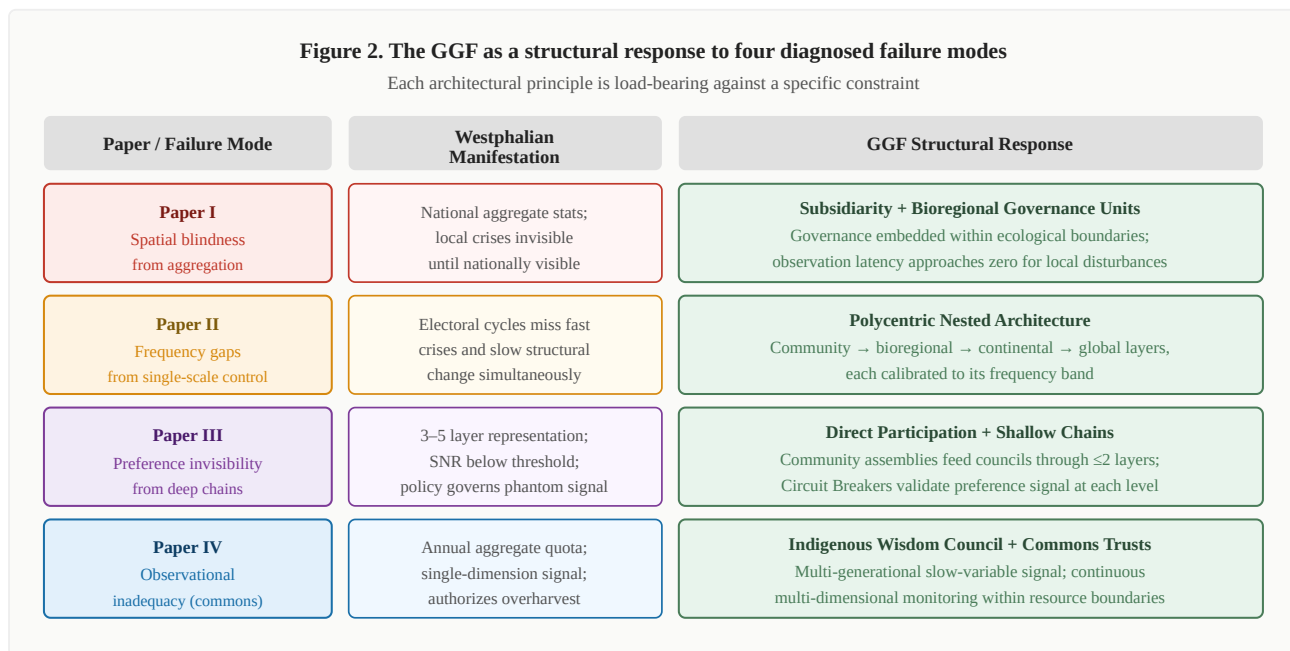 Figure 2. The GGF as a structural response to four diagnosed failure modes
Each architectural principle is load-bearing against a specific constraint
Paper / Failure Mode
Westphalian
Manifestation
GGF Structural Response
Paper I
Spatial blindness
from aggregation
National aggregate stats;
local crises invisible
until nationally visible
Subsidiarity + Bioregional Governance Units
Governance embedded within ecological boundaries;
observation latency approaches zero for local disturbances
Paper II
Frequency gaps
from single-scale control
Electoral cycles miss fast
crises and slow structural
change simultaneously
Polycentric Nested Architecture
Community → bioregional → continental → global layers,
each calibrated to its frequency band
Paper III
Preference invisibility
from deep chains
3–5 layer representation;
SNR below threshold;
policy governs phantom signal
Direct Participation + Shallow Chains
Community assemblies feed councils through ≤2 layers;
Circuit Breakers validate preference signal at each level
Paper IV
Observational
inadequacy (commons)
Annual aggregate quota;
single-dimension signal;
authorizes overharvest
Indigenous Wisdom Council + Commons Trusts
Multi-generational slow-variable signal; continuous
multi-dimensional monitoring within resource boundaries